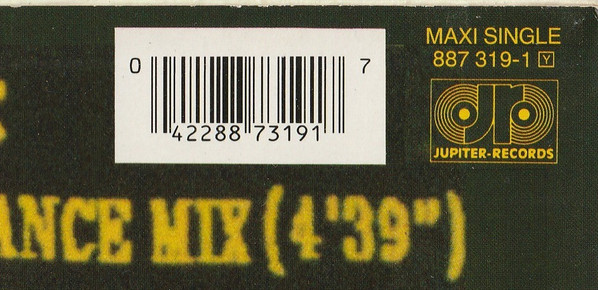 MAXI SINGLE
887 319-1 Y
0 42288 73191 7
JUPITER-RECORDS
ANCE MIX (4'39")